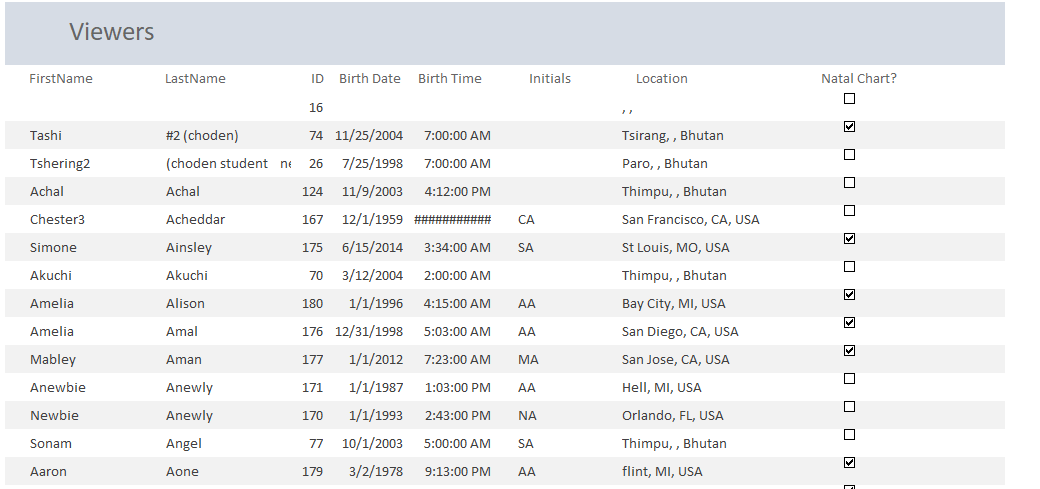 Viewers
FirstName LastName ID Birth Date Birth Time Initials Location Natal Chart?
16 , ,
Tashi #2 (choden) 74 11/25/2004 7:00:00 AM Tsirang, , Bhutan
Tshering2 (choden student ne 26 7/25/1998 7:00:00 AM Paro, , Bhutan
Achal Achal 124 11/9/2003 4:12:00 PM Thimpu, , Bhutan
Chester3 Acheddar 167 12/1/1959 ########### CA San Francisco, CA, USA
Simone Ainsley 175 6/15/2014 3:34:00 AM SA St Louis, MO, USA
Akuchi Akuchi 70 3/12/2004 2:00:00 AM Thimpu, , Bhutan
Amelia Alison 180 1/1/1996 4:15:00 AM AA Bay City, MI, USA
Amelia Amal 176 12/31/1998 5:03:00 AM AA San Diego, CA, USA
Mabley Aman 177 1/1/2012 7:23:00 AM MA San Jose, CA, USA
Anewbie Anewly 171 1/1/1987 1:03:00 PM AA Hell, MI, USA
Newbie Anewly 170 1/1/1993 2:43:00 PM NA Orlando, FL, USA
Sonam Angel 77 10/1/2003 5:00:00 AM SA Thimpu, , Bhutan
Aaron Aone 179 3/2/1978 9:13:00 PM AA flint, MI, USA